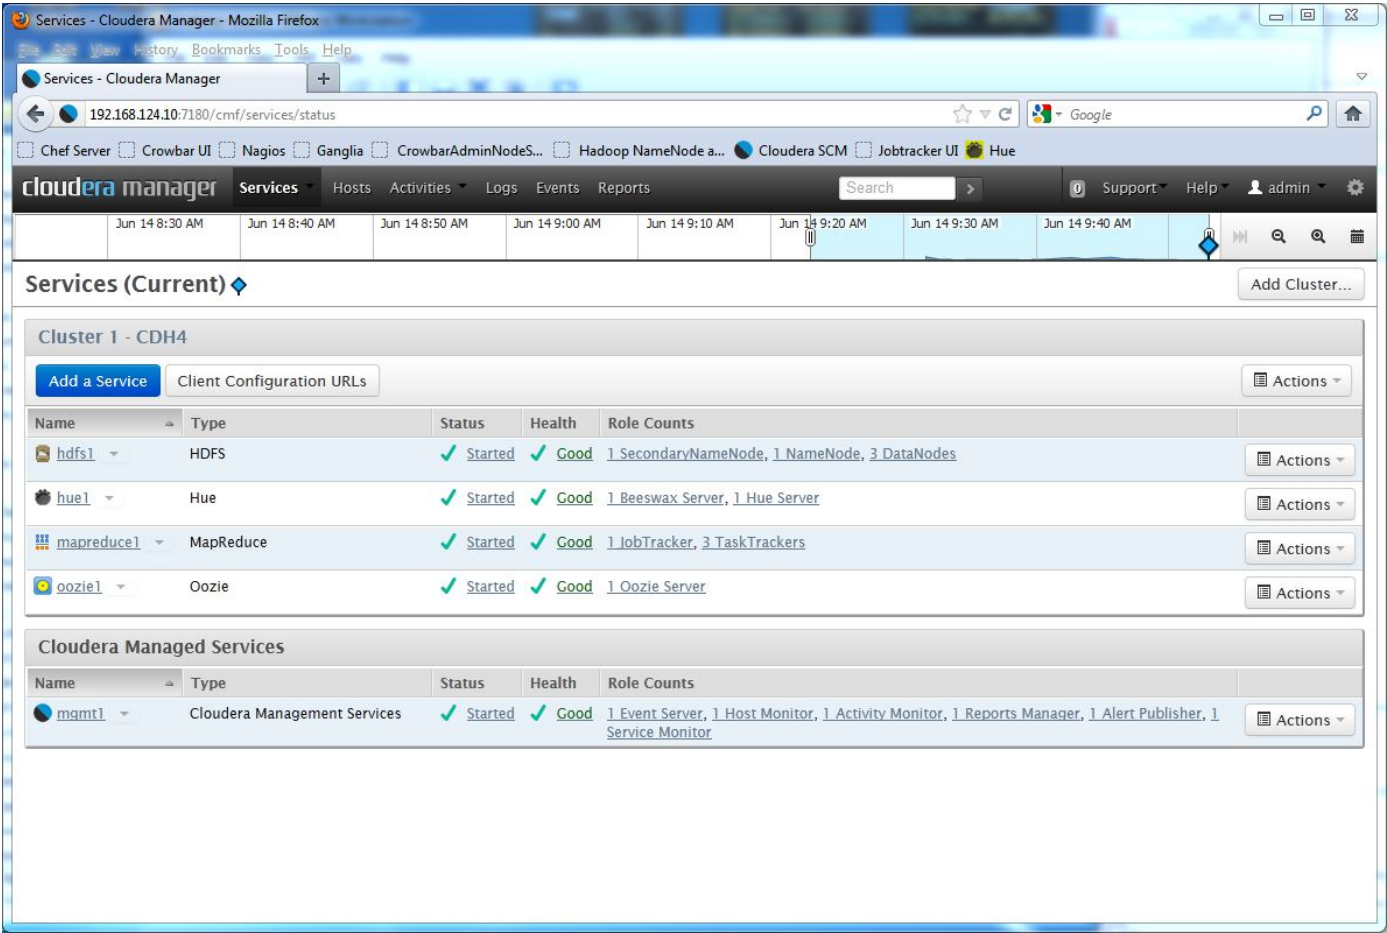 Services - Cloudera Manager - Mozilla Firefox
File Edit View History Bookmarks Tools Help
Services - Cloudera Manager +
192.168.124.10:7180/cmf/services/status Google
Chef Server Crowbar UI Nagios Ganglia CrowbarAdminNodeS... Hadoop NameNode a... Cloudera SCM Jobtracker UI Hue
cloudera manager Services Hosts Activities Logs Events Reports Search > 0 Support Help admin
Jun 14 8:30 AM Jun 14 8:40 AM Jun 14 8:50 AM Jun 14 9:00 AM Jun 14 9:10 AM Jun 14 9:20 AM Jun 14 9:30 AM Jun 14 9:40 AM
Services (Current) Add Cluster...
Cluster 1 - CDH4
Add a Service Client Configuration URLs Actions
Name Type Status Health Role Counts
hdfs1 HDFS Started Good 1 SecondaryNameNode, 1 NameNode, 3 DataNodes Actions
hue1 Hue Started Good 1 Beeswax Server, 1 Hue Server Actions
mapreduce1 MapReduce Started Good 1 JobTracker, 3 TaskTrackers Actions
oozie1 Oozie Started Good 1 Oozie Server Actions
Cloudera Managed Services
Name Type Status Health Role Counts
mgmt1 Cloudera Management Services Started Good 1 Event Server, 1 Host Monitor, 1 Activity Monitor, 1 Reports Manager, 1 Alert Publisher, 1 Actions
Service Monitor